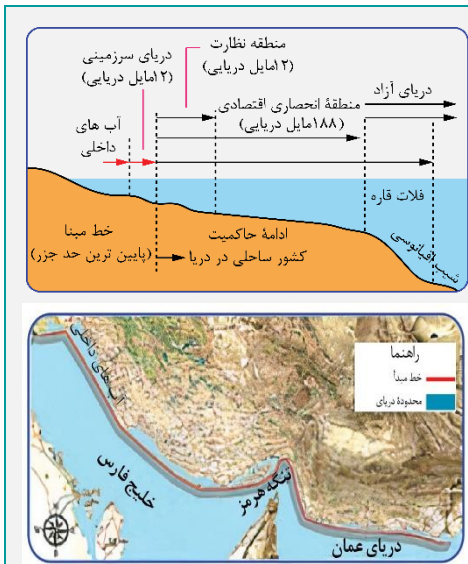 منطقه نظارت
(۱۲مایل دریایی)
دریای سرزمینی
(۱۲مایل دریایی)
دریای آزاد
منطقهٔ انحصاری اقتصادی
(۱۸۸مایل دریایی)
آب های
داخلی
فلات قاره
خط مبنا
(پایین ترین حد جزر)
ادامهٔ حاکمیت
کشور ساحلی در دریا
شیب اقیانوسی
راهنما
خط مبدأ
محدودهٔ دریای
آب‌های داخلی
خلیج فارس
تنگه هرمز
دریای عمان